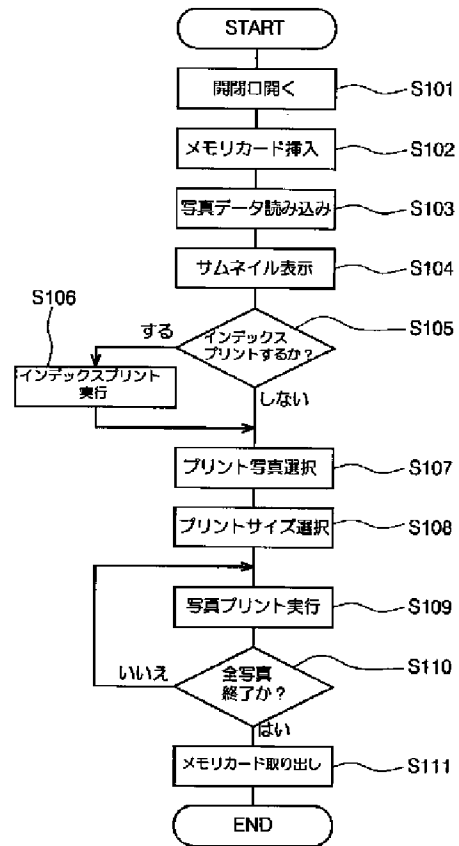 START
開閉口開く
S101
メモリカード挿入
S102
写真データ読み込み
S103
サムネイル表示
S104
S106
する
インデックス
プリントするか?
S105
インデックスプリント
実行
しない
プリント写真選択
S107
プリントサイズ選択
S108
写真プリント実行
S109
いいえ
全写真
終了か?
S110
はい
メモリカード取り出し
S111
END